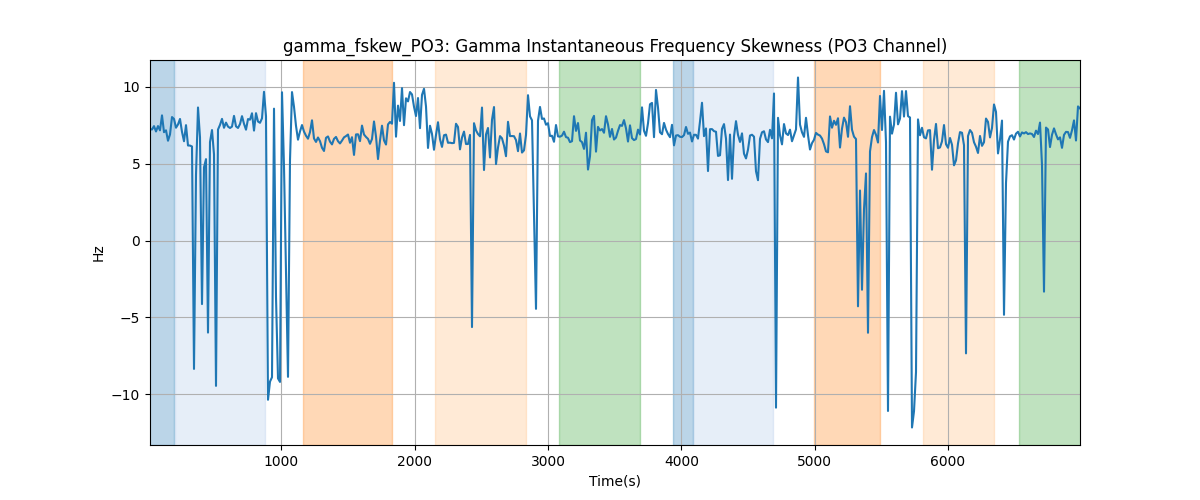 gamma_fskew_PO3: Gamma Instantaneous Frequency Skewness (PO3 Channel)
10
5
0
−5
−10
Hz
1000 2000 3000 4000 5000 6000
Time(s)